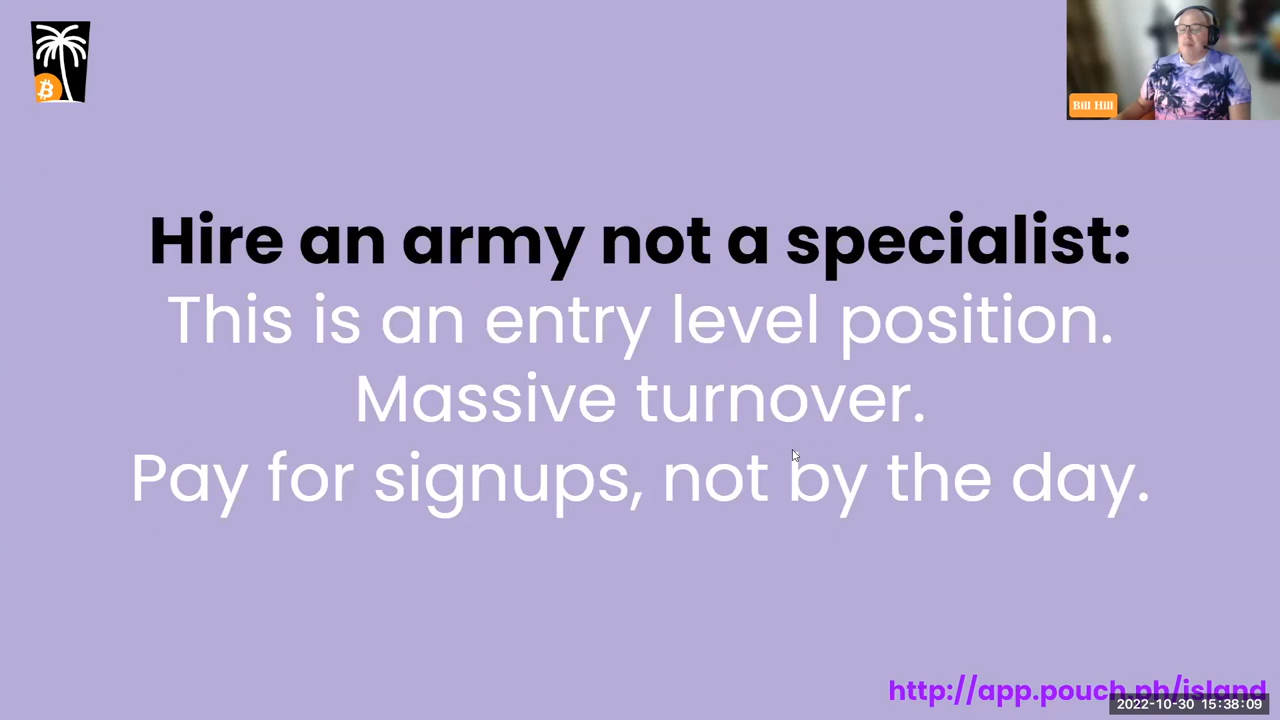 Bill Hill
Hire an army not a specialist:
This is an entry level position.
Massive turnover.
Pay for signups, not by the day.
http://app.pouch.ph/island
2022-10-30 15:38:09